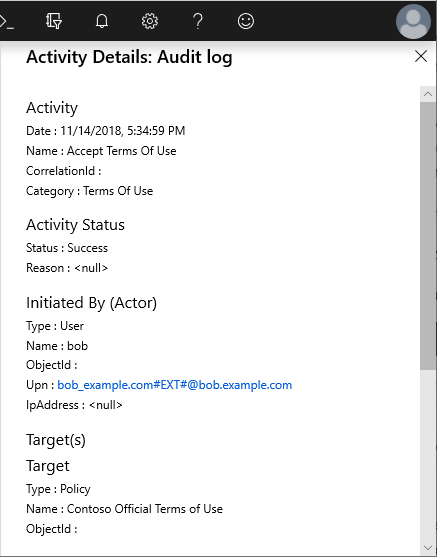 Activity Details: Audit log
Activity
Date : 11/14/2018, 5:34:59 PM
Name : Accept Terms Of Use
CorrelationId :
Category : Terms Of Use
Activity Status
Status : Success
Reason : <null>
Initiated By (Actor)
Type : User
Name : bob
ObjectId :
Upn : bob_example.com#EXT#@bob.example.com
IpAddress : <null>
Target(s)
Target
Type : Policy
Name : Contoso Official Terms of Use
ObjectId :